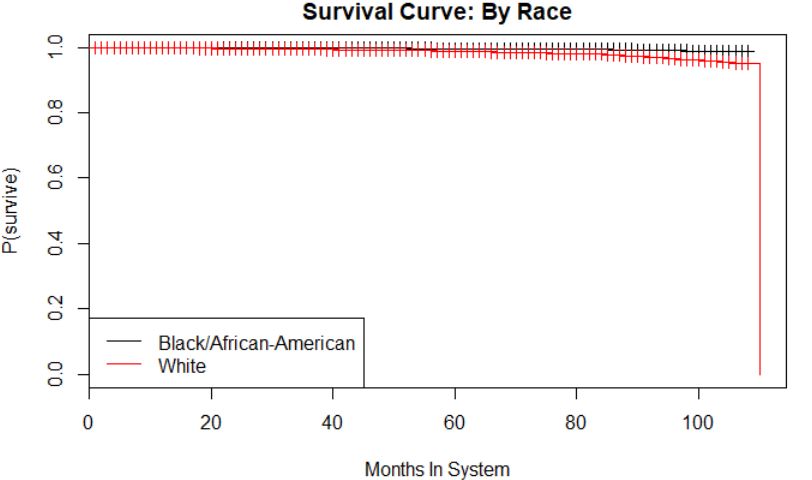 Survival Curve: By Race
P(survive)
1.0
0.8
0.6
0.4
0.2
0.0
Black/African-American
White
0 20 40 60 80 100
Months In System